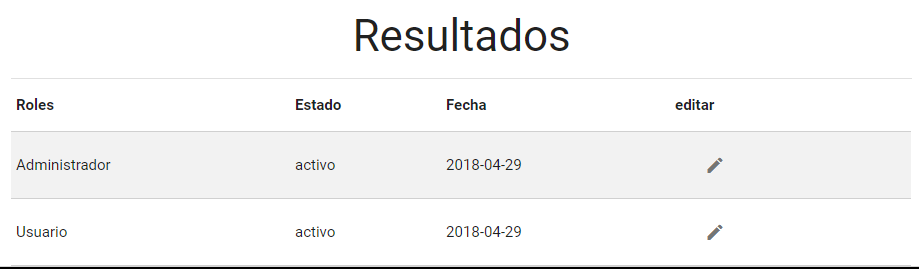 Resultados
Roles Estado Fecha editar
Administrador activo 2018-04-29
Usuario activo 2018-04-29